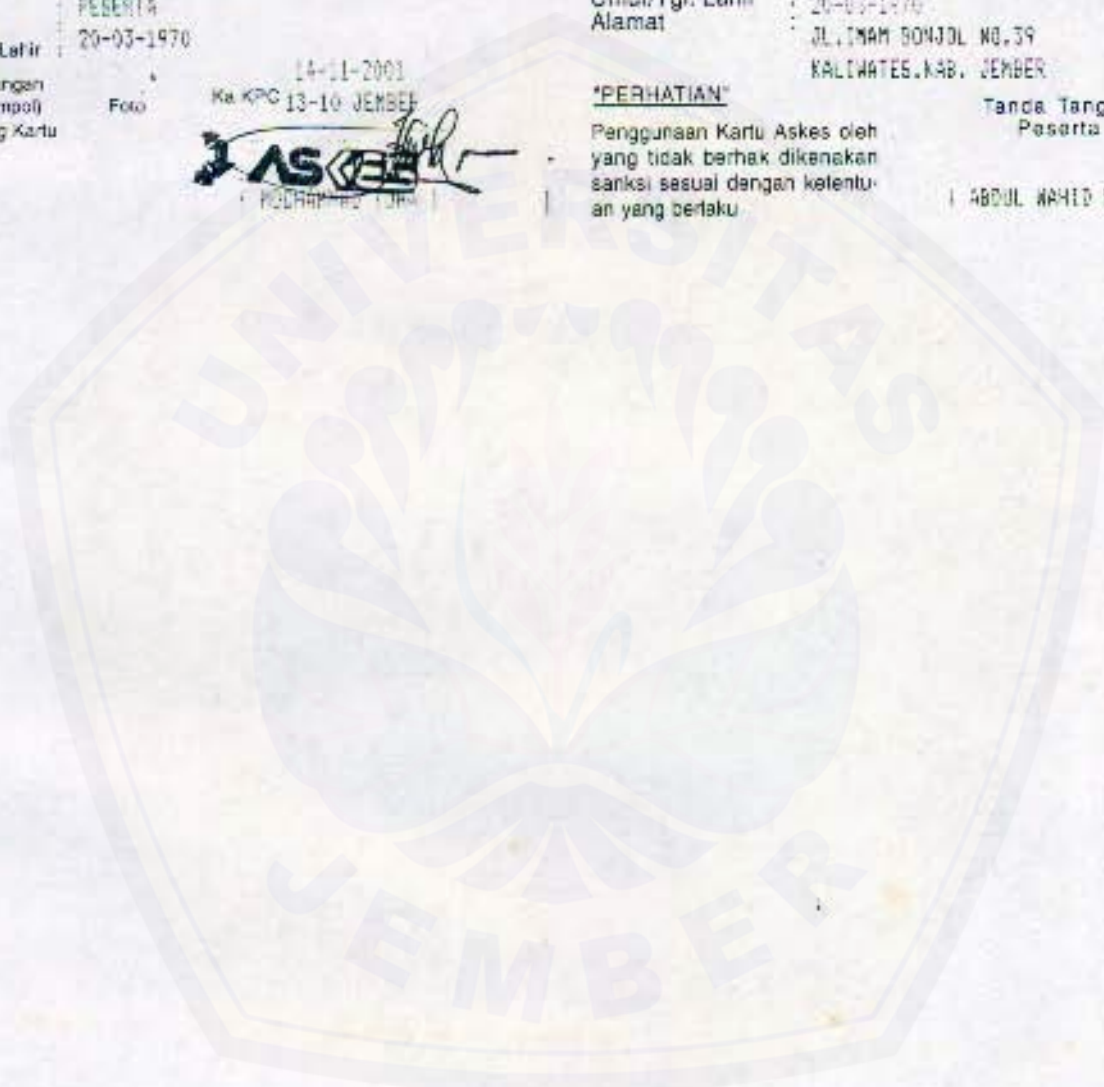 : PESERTA
Lahir : 20-03-1970
Foto
g Kartu
14-11-2001
Ka KPC 13-10 JEMBER
ASKES
Alamat :
JL.IMAM BONJOL NO.39
KALIWATES.KAB. JEMBER
"PERHATIAN"
Penggunaan Kartu Askes oleh
yang tidak berhak dikenakan
sanksi sesuai dengan ketentu-
an yang berlaku
Tanda Tang
Peserta
( ABDUL WAHID
UNIVERSITAS
JEMBER